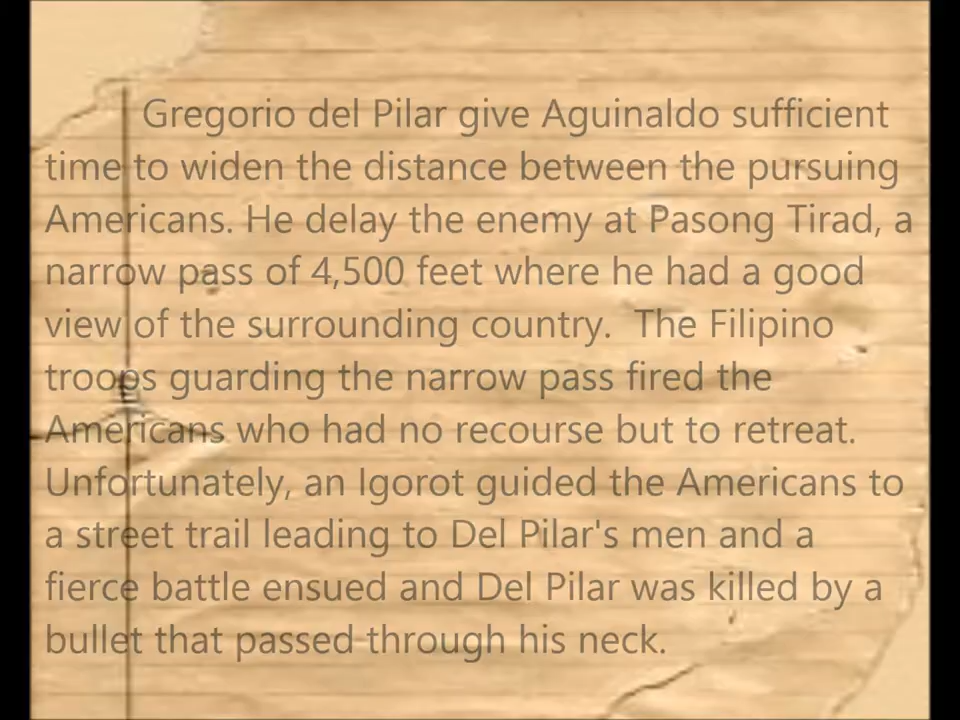 Gregorio del Pilar give Aguinaldo sufficient
time to widen the distance between the pursuing
Americans. He delay the enemy at Pasong Tirad, a
narrow pass of 4,500 feet where he had a good
view of the surrounding country.  The Filipino
troops guarding the narrow pass fired the
Americans who had no recourse but to retreat.
Unfortunately, an Igorot guided the Americans to
a street trail leading to Del Pilar's men and a
fierce battle ensued and Del Pilar was killed by a
bullet that passed through his neck.